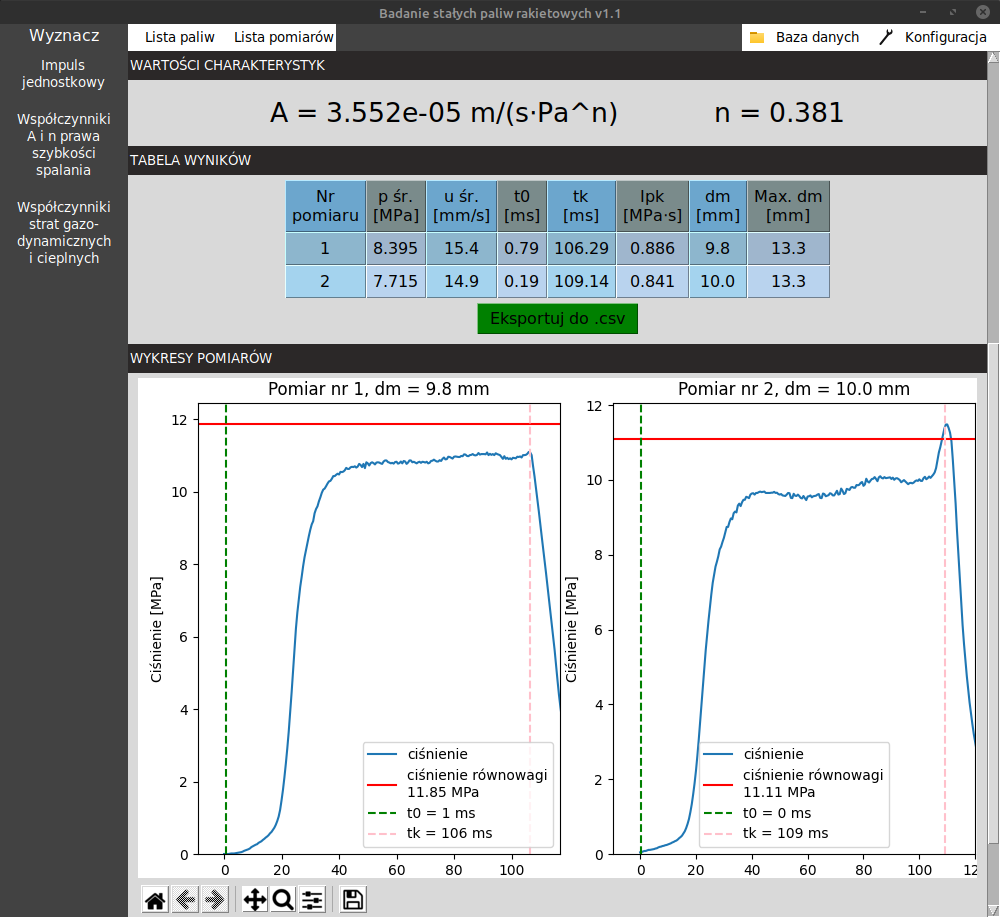 Badanie stałych paliw rakietowych v1.1
Wyznacz
Lista paliw Lista pomiarów
Baza danych Konfiguracja
Impuls
jednostkowy
Współczynniki
A i n prawa
szybkości
spalania
Współczynniki
strat gazo-
dynamicznych
i cieplnych
WARTOŚCI CHARAKTERYSTYK
A = 3.552e-05 m/(s·Pa^n) n = 0.381
TABELA WYNIKÓW
Nr pomiaru p śr. [MPa] u śr. [mm/s] t0 [ms] tk [ms] Ipk [MPa·s] dm [mm] Max. dm [mm]
1 8.395 15.4 0.79 106.29 0.886 9.8 13.3
2 7.715 14.9 0.19 109.14 0.841 10.0 13.3
Eksportuj do .csv
WYKRESY POMIARÓW
Pomiar nr 1, dm = 9.8 mm
12
10
8
6
4
2
0
Ciśnienie [MPa]
ciśnienie
ciśnienie równowagi
11.85 MPa
t0 = 1 ms
tk = 106 ms
0 20 40 60 80 100
Pomiar nr 2, dm = 10.0 mm
12
10
8
6
4
2
0
Ciśnienie [MPa]
ciśnienie
ciśnienie równowagi
11.11 MPa
t0 = 0 ms
tk = 109 ms
0 20 40 60 80 100 12